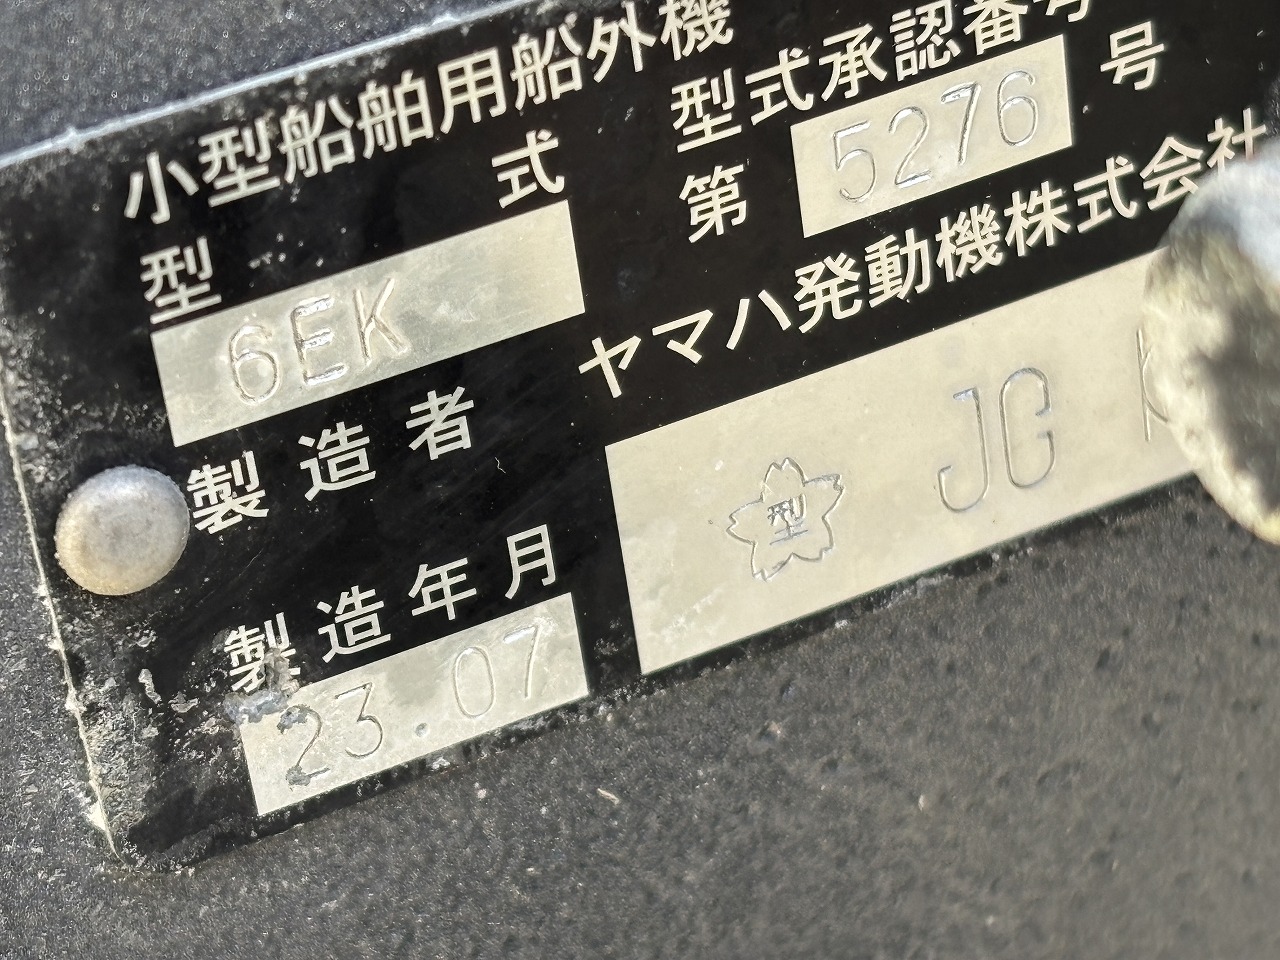 小型船舶用船外機
型式
6EK
型式承認番号
第 5276 号
製造者
ヤマハ発動機株式会社
製造年月
23.07
型 JG